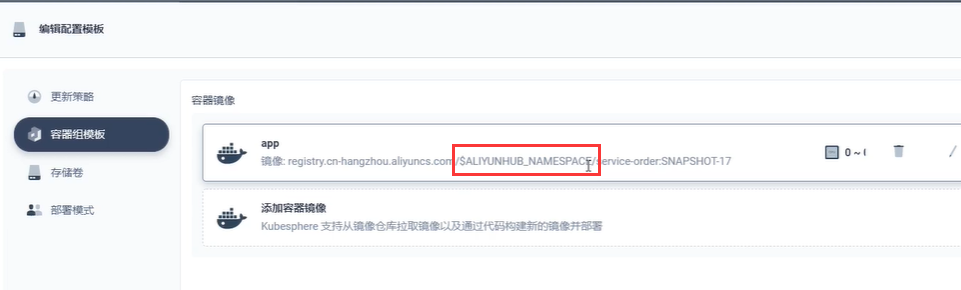 编辑配置模板
更新策略
容器组模板
存储卷
部署模式
容器镜像
app
镜像: registry.cn-hangzhou.aliyuncs.com/$ALIYUNHUB_NAMESPACE/service-order:SNAPSHOT-17
0 ~
添加容器镜像
Kubesphere 支持从镜像仓库拉取镜像以及通过代码构建新的镜像并部署